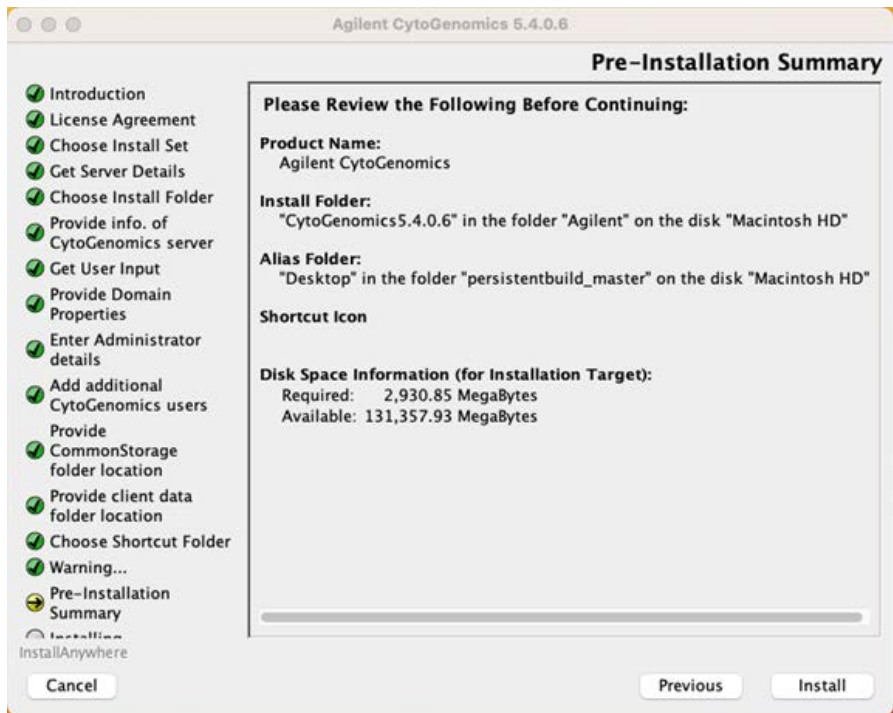 Agilent CytoGenomics 5.4.0.6
Pre-Installation Summary
Introduction
License Agreement
Choose Install Set
Get Server Details
Choose Install Folder
Provide info. of
CytoGenomics server
Get User Input
Provide Domain
Properties
Enter Administrator
details
Add additional
CytoGenomics users
Provide
CommonStorage
folder location
Provide client data
folder location
Choose Shortcut Folder
Warning...
Pre-Installation
Summary
Installing
Please Review the Following Before Continuing:
Product Name:
Agilent CytoGenomics
Install Folder:
"CytoGenomics5.4.0.6" in the folder "Agilent" on the disk "Macintosh HD"
Alias Folder:
"Desktop" in the folder "persistentbuild_master" on the disk "Macintosh HD"
Shortcut Icon
Disk Space Information (for Installation Target):
Required: 2,930.85 MegaBytes
Available: 131,357.93 MegaBytes
InstallAnywhere
Cancel
Previous
Install